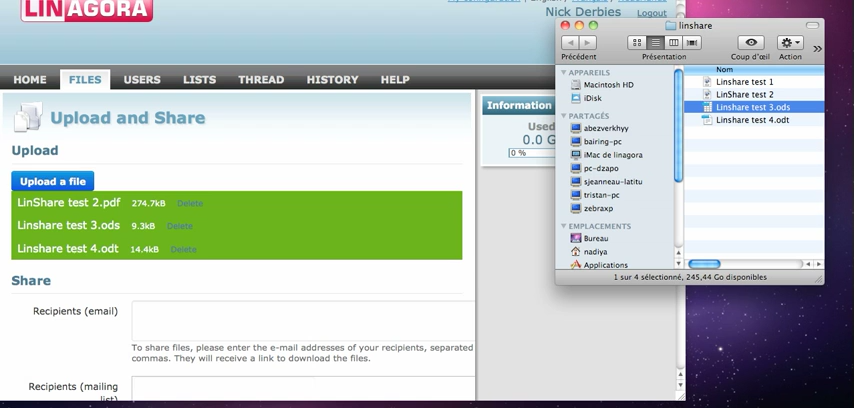 LINAGORA
Nick Derbies Logout
HOME FILES USERS LISTS THREAD HISTORY HELP
Upload and Share
Upload
Upload a file
LinShare test 2.pdf 274.7kB Delete
Linshare test 3.ods 9.3kB Delete
Linshare test 4.odt 14.4kB Delete
Share
Recipients (email)
To share files, please enter the e-mail addresses of your recipients, separated
commas. They will receive a link to download the files.
Recipients (mailing
list)
Information
Used
0.0 G
0 %
linshare
Précédent Présentation Coup d'œil Action
APPAREILS
Macintosh HD
iDisk
PARTAGÉS
abezverkhyy
bairing-pc
iMac de linagora
pc-dzapo
sjeanneau-latitu
tristan-pc
zebraxp
EMPLACEMENTS
Bureau
nadiya
Applications
Nom
Linshare test 1
LinShare test 2
Linshare test 3.ods
Linshare test 4.odt
1 sur 4 sélectionné, 245,44 Go disponibles